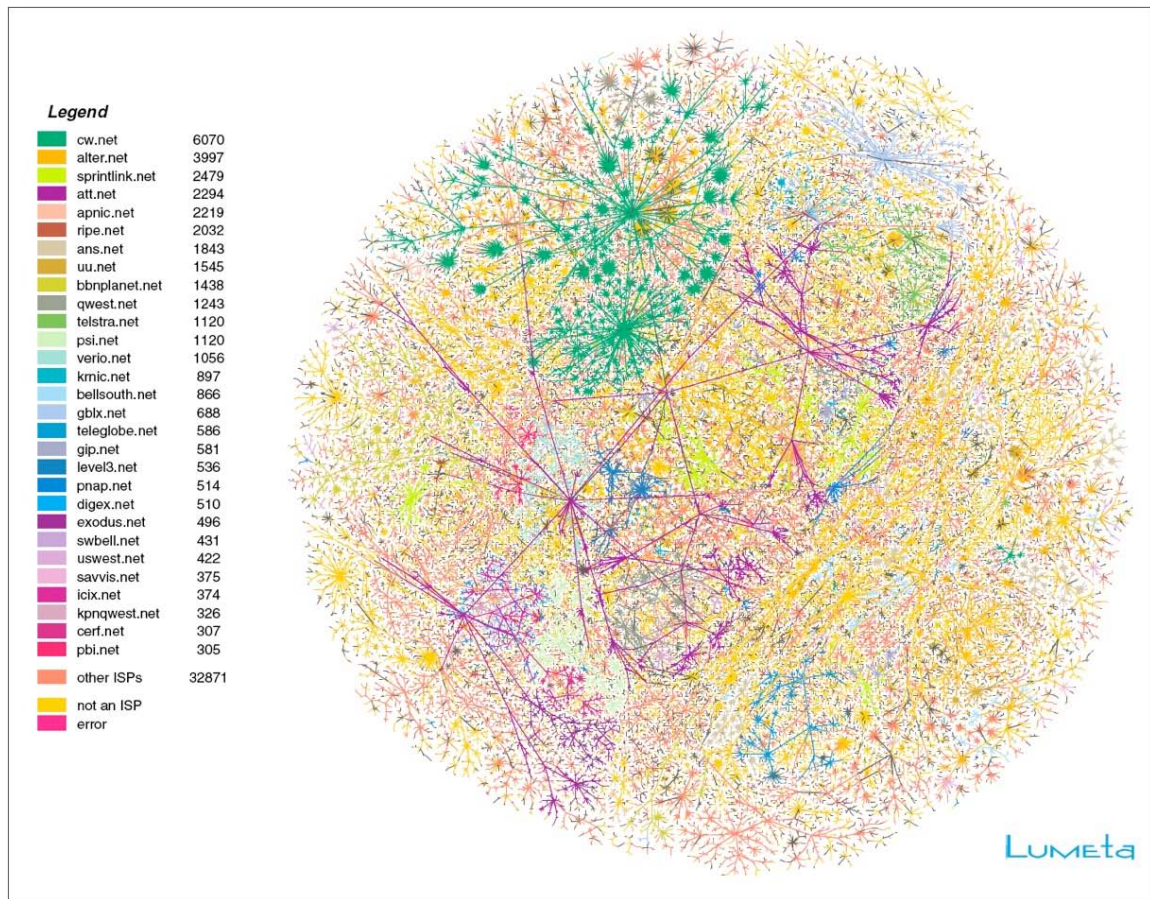 Legend
cw.net 6070
alter.net 3997
sprintlink.net 2479
att.net 2294
apnic.net 2219
ripe.net 2032
ans.net 1843
uu.net 1545
bbnplanet.net 1438
qwest.net 1243
telstra.net 1120
psi.net 1120
verio.net 1056
krnic.net 897
bellsouth.net 866
gblx.net 688
teleglobe.net 586
gip.net 581
level3.net 536
pnap.net 514
digex.net 510
exodus.net 496
swbell.net 431
uswest.net 422
savvis.net 375
icix.net 374
kpnqwest.net 326
cerf.net 307
pbi.net 305
other ISPs 32871
not an ISP
error
LUMeta